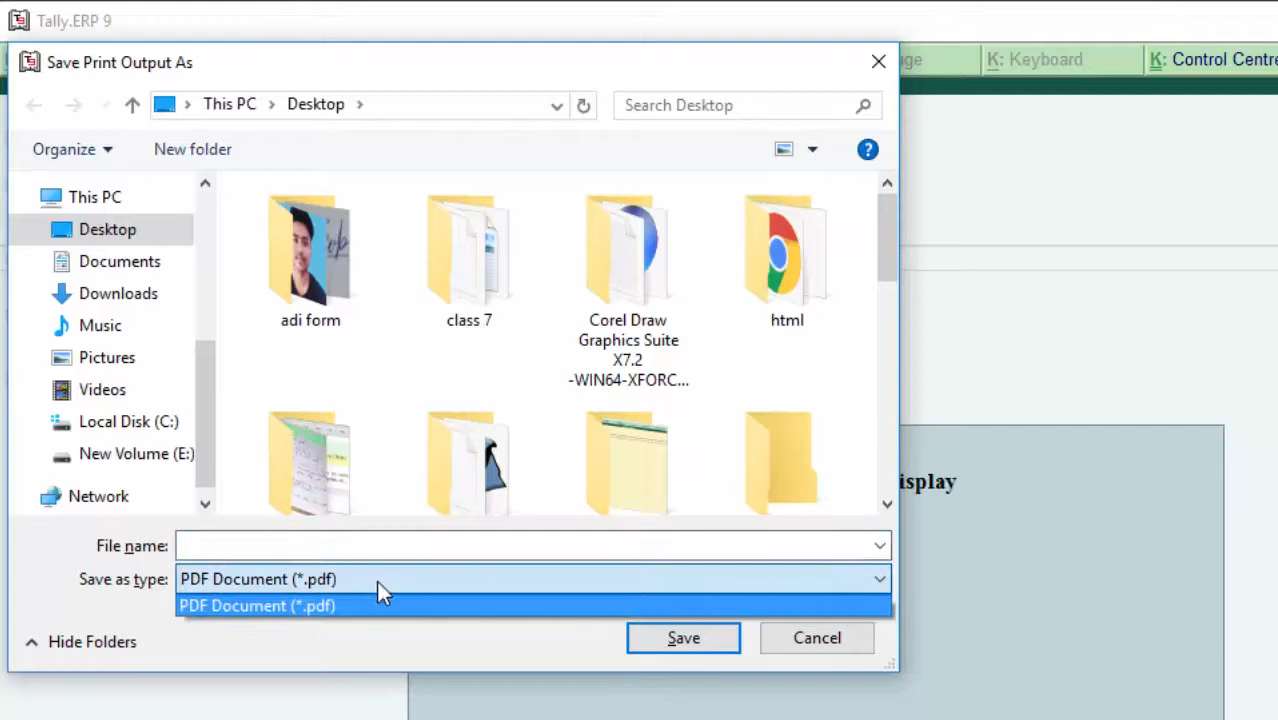 Tally.ERP 9
Save Print Output As
K: Keyboard
K: Control Centre
This PC > Desktop >
Search Desktop
Organize
New folder
?
This PC
Desktop
Documents
Downloads
Music
Pictures
Videos
Local Disk (C:)
New Volume (E:)
Network
adi form
class 7
Corel Draw
Graphics Suite
X7.2
-WIN64-XFORC...
html
File name:
Save as type: PDF Document (*.pdf)
PDF Document (*.pdf)
Hide Folders
Save
Cancel